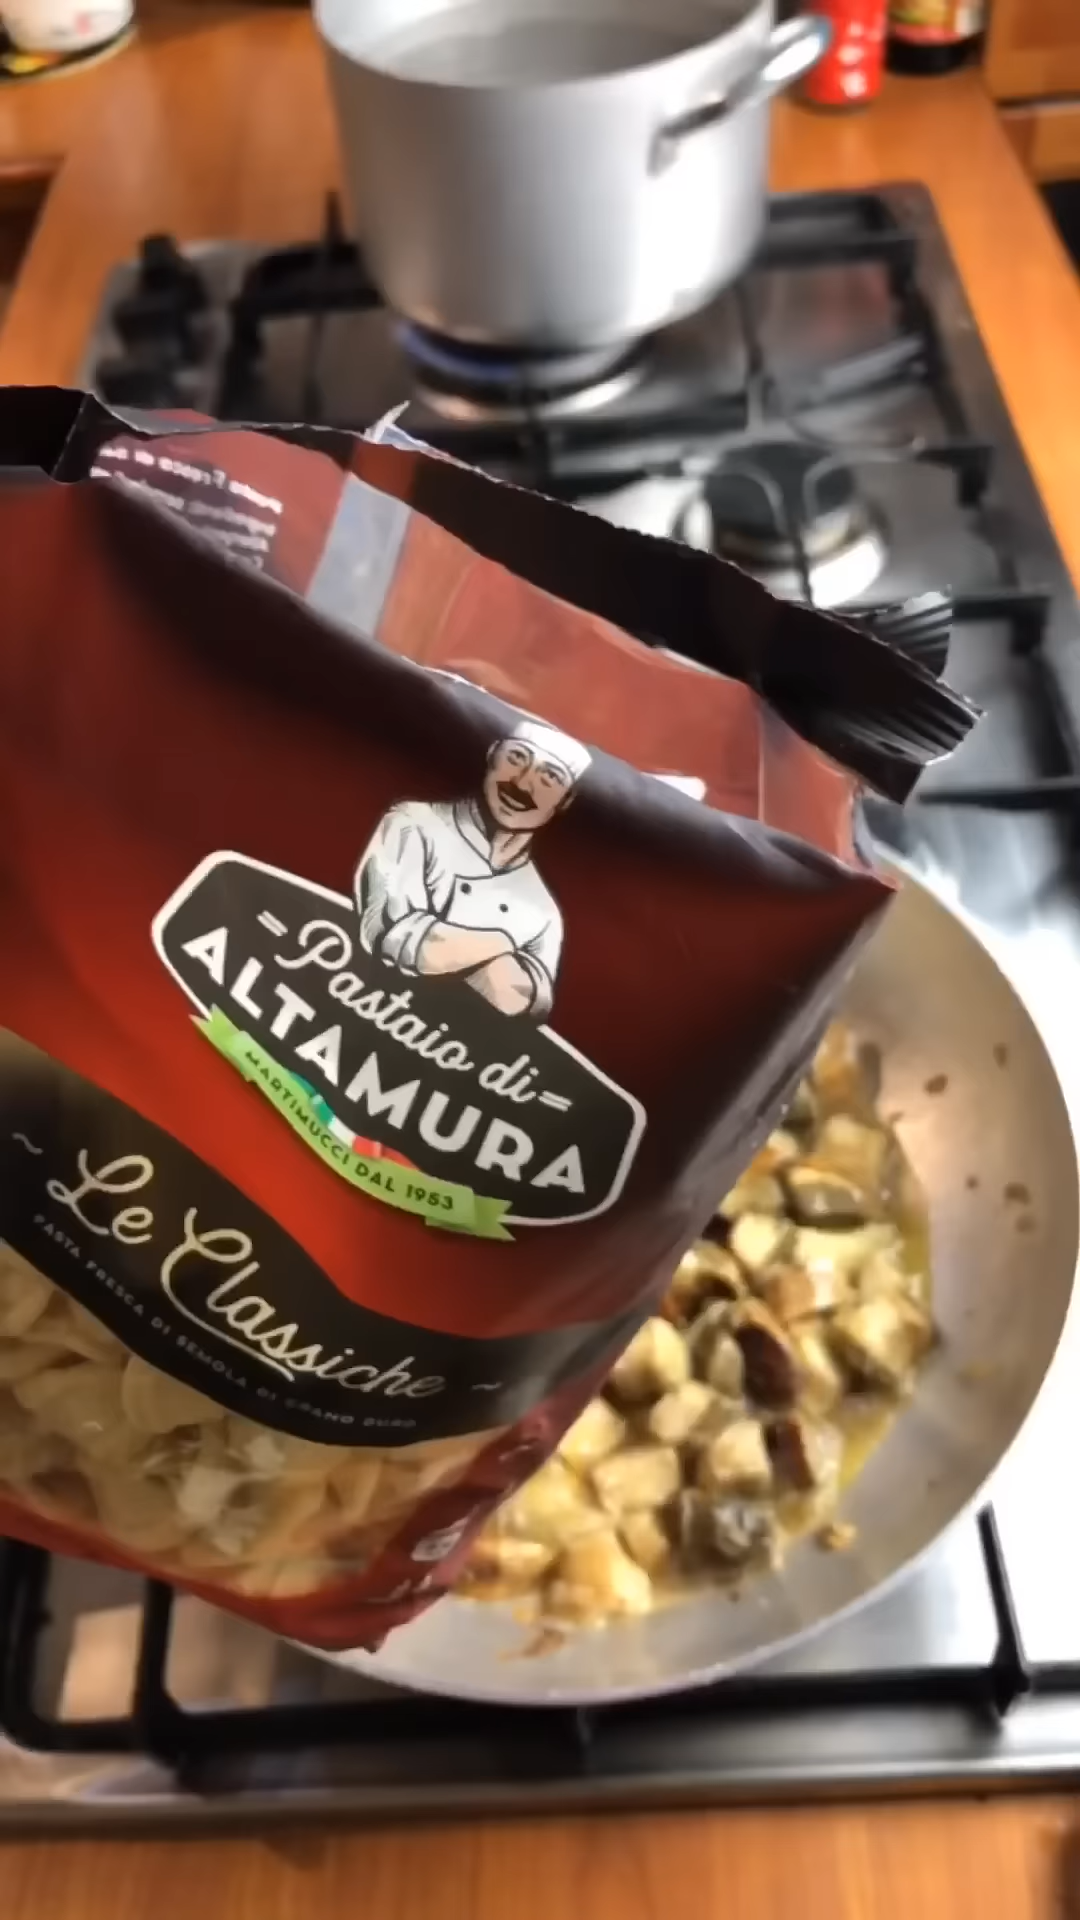 Pastaio di
ALTAMURA
MARTIMUCCI DAL 1953
~ Le Classiche ~
PASTA FRESCA DI SEMOLA DI GRANO DURO